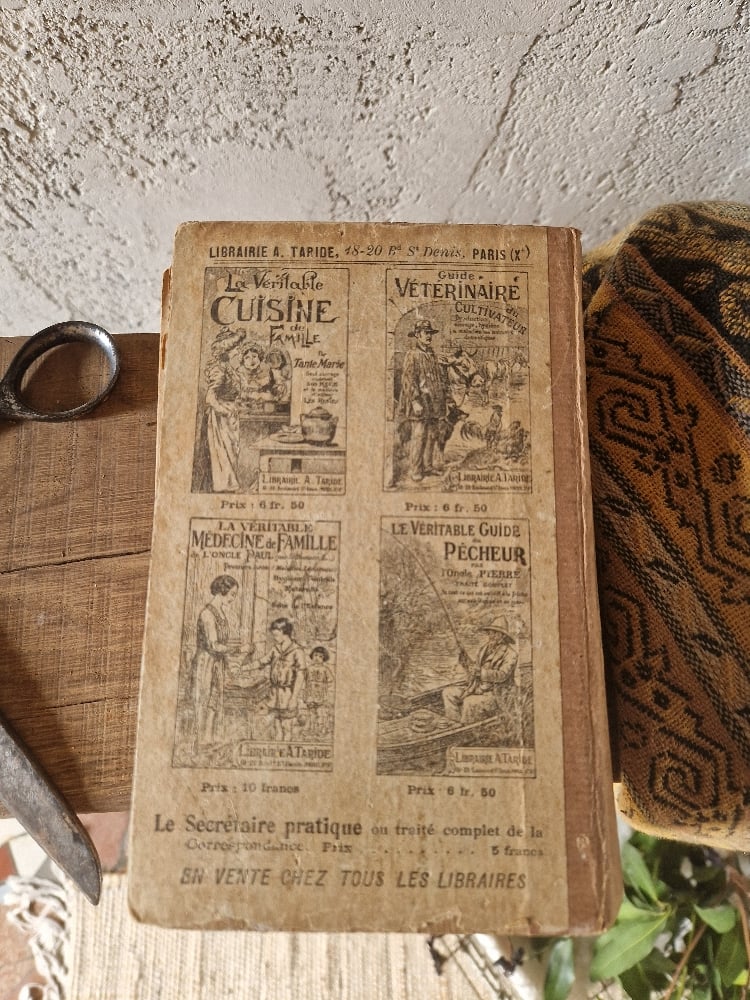 LIBRAIRIE A. TARIDE, 18-20 Bd St Denis, PARIS (Xe)
La Véritable
CUISINE
de
FAMILLE
Par
Tante Marie
LIBRAIRIE A. TARIDE
Prix : 6 fr. 50
Guide
VÉTÉRINAIRE
du
CULTIVATEUR
LIBRAIRIE A. TARIDE
Prix : 6 fr. 50
LA VÉRITABLE
MÉDECINE de FAMILLE
de L'ONCLE PAUL
LIBRAIRIE A. TARIDE
Prix : 10 francs
LE VÉRITABLE GUIDE
du
PÊCHEUR
PAR
l'Oncle PIERRE
TRAITÉ COMPLET
LIBRAIRIE A. TARIDE
Prix 6 fr. 50
Le Secrétaire pratique ou traité complet de la
Correspondance. Prix . . . . . . . . . 5 francs
EN VENTE CHEZ TOUS LES LIBRAIRES